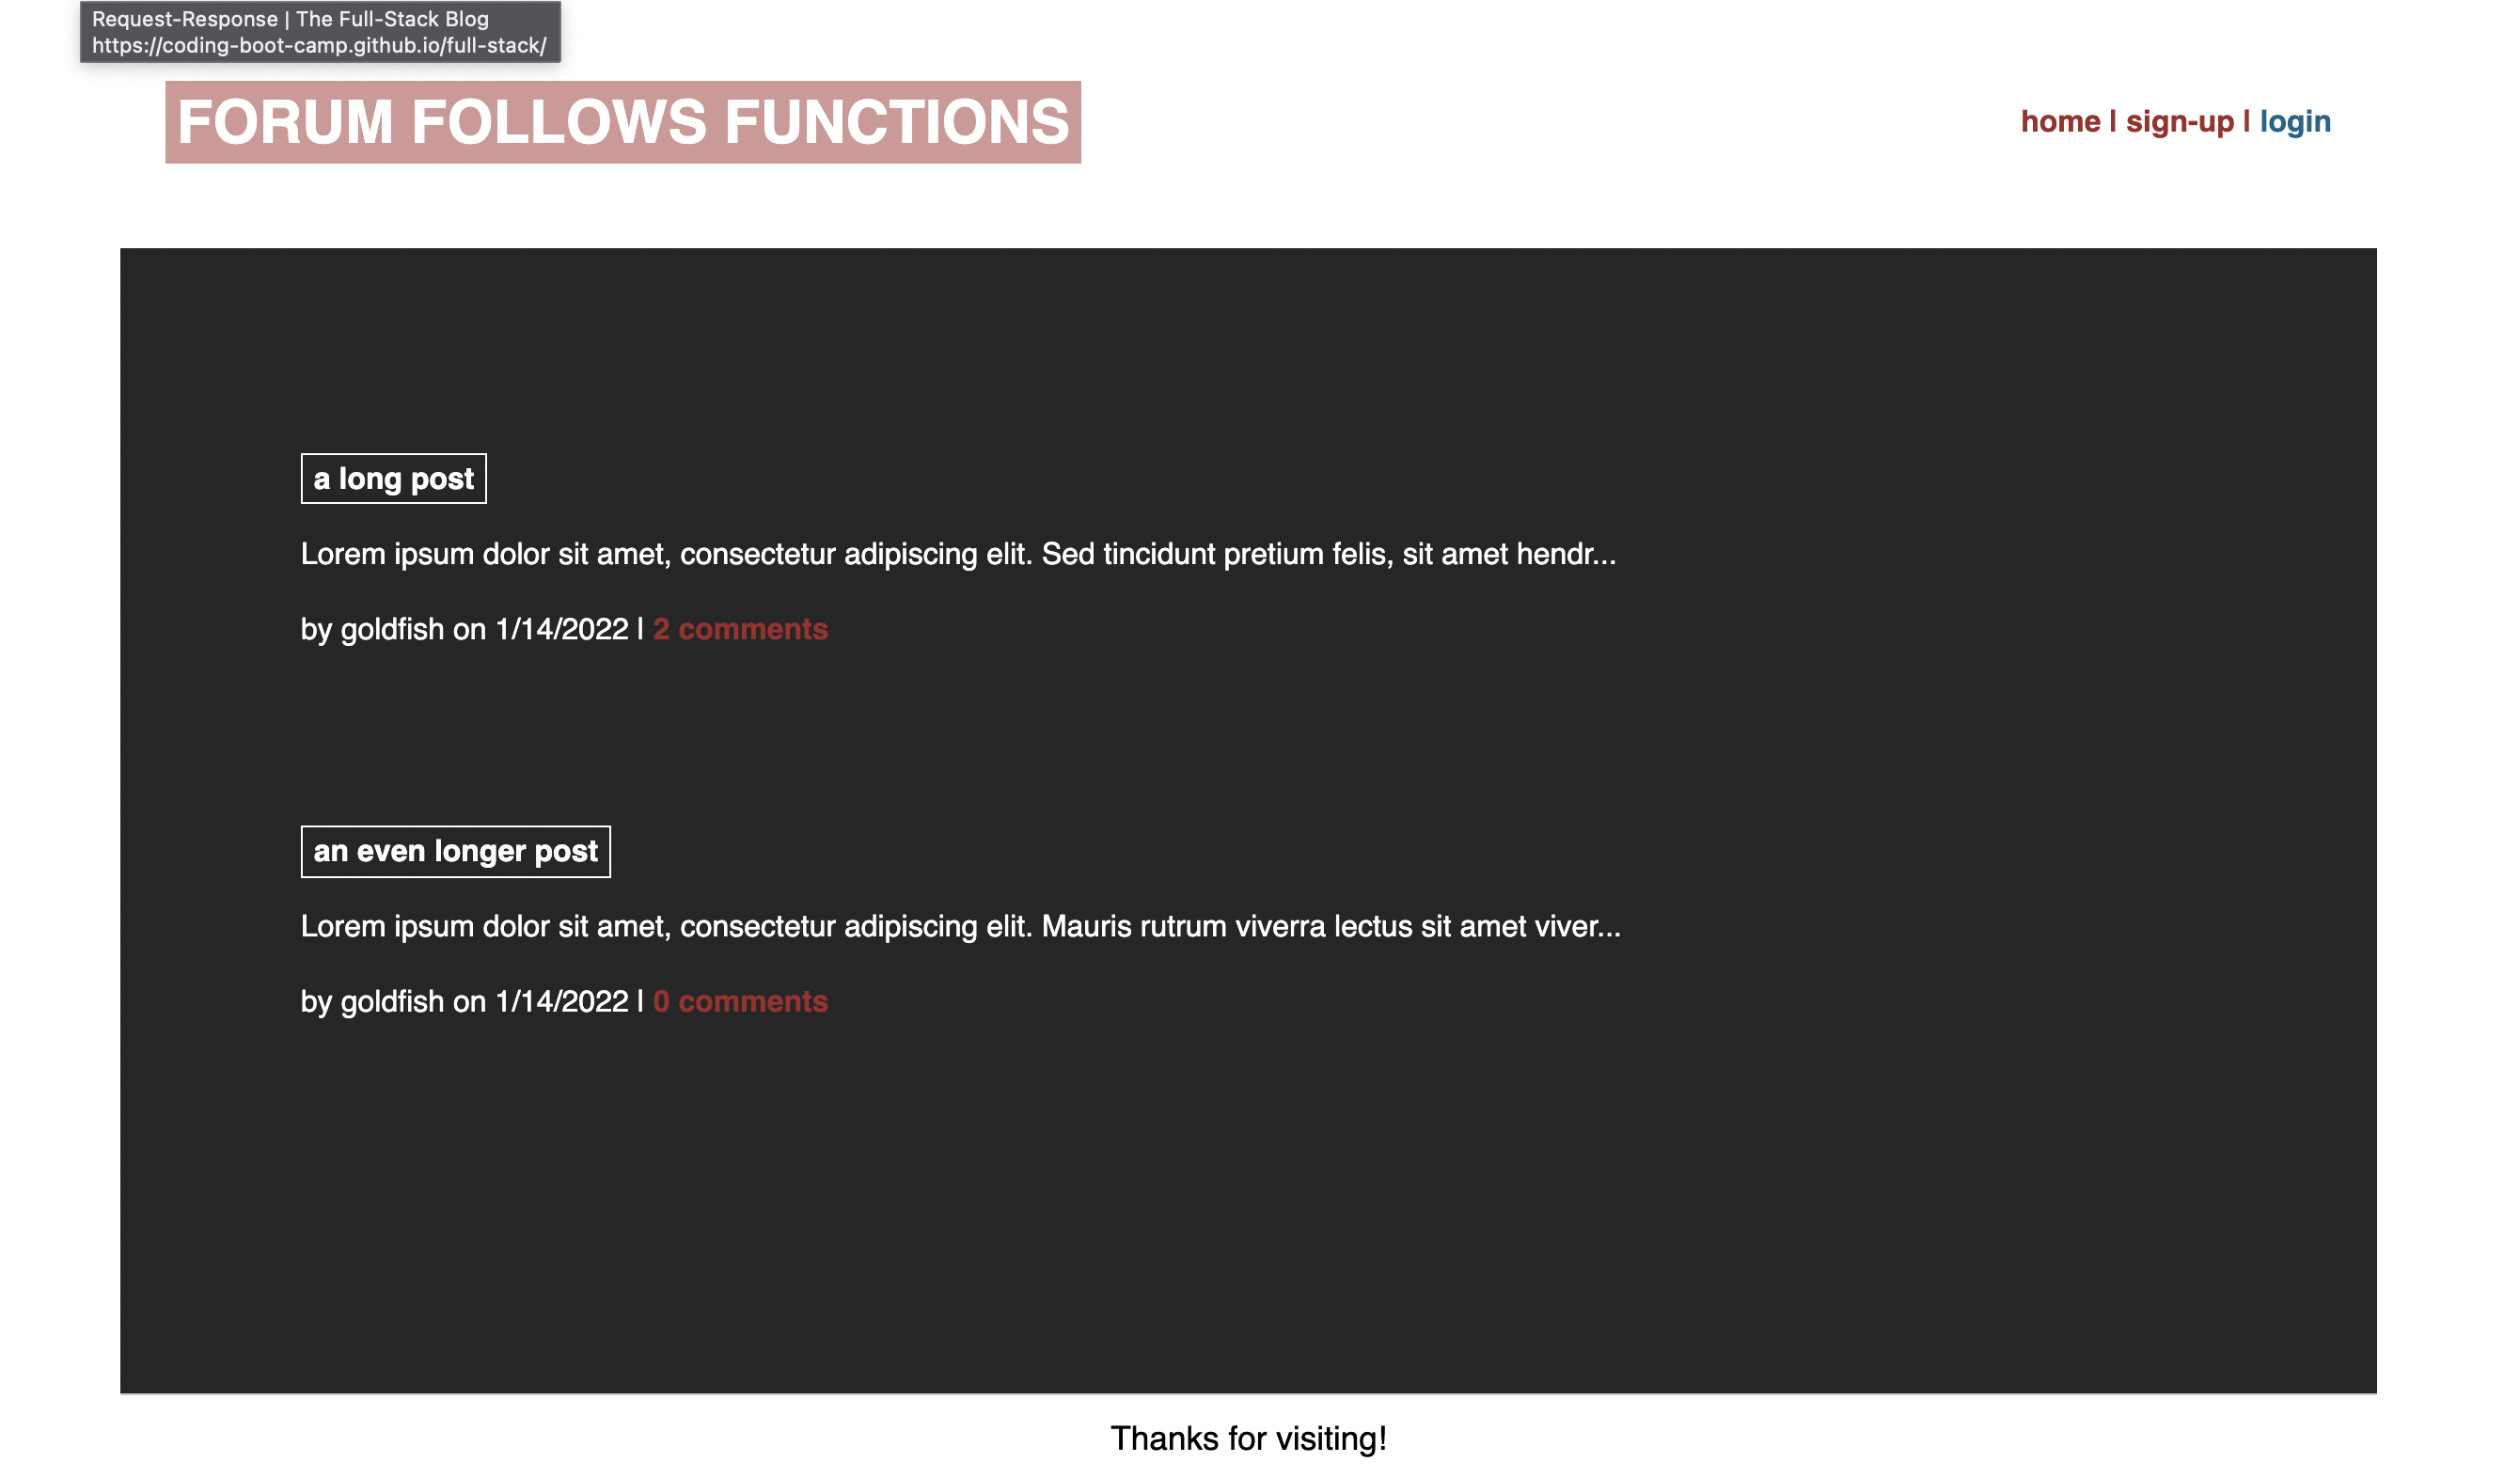 Request-Response | The Full-Stack Blog
https://coding-boot-camp.github.io/full-stack/
FORUM FOLLOWS FUNCTIONS
home | sign-up | login
a long post
Lorem ipsum dolor sit amet, consectetur adipiscing elit. Sed tincidunt pretium felis, sit amet hendr...
by goldfish on 1/14/2022 | 2 comments
an even longer post
Lorem ipsum dolor sit amet, consectetur adipiscing elit. Mauris rutrum viverra lectus sit amet viver...
by goldfish on 1/14/2022 | 0 comments
Thanks for visiting!